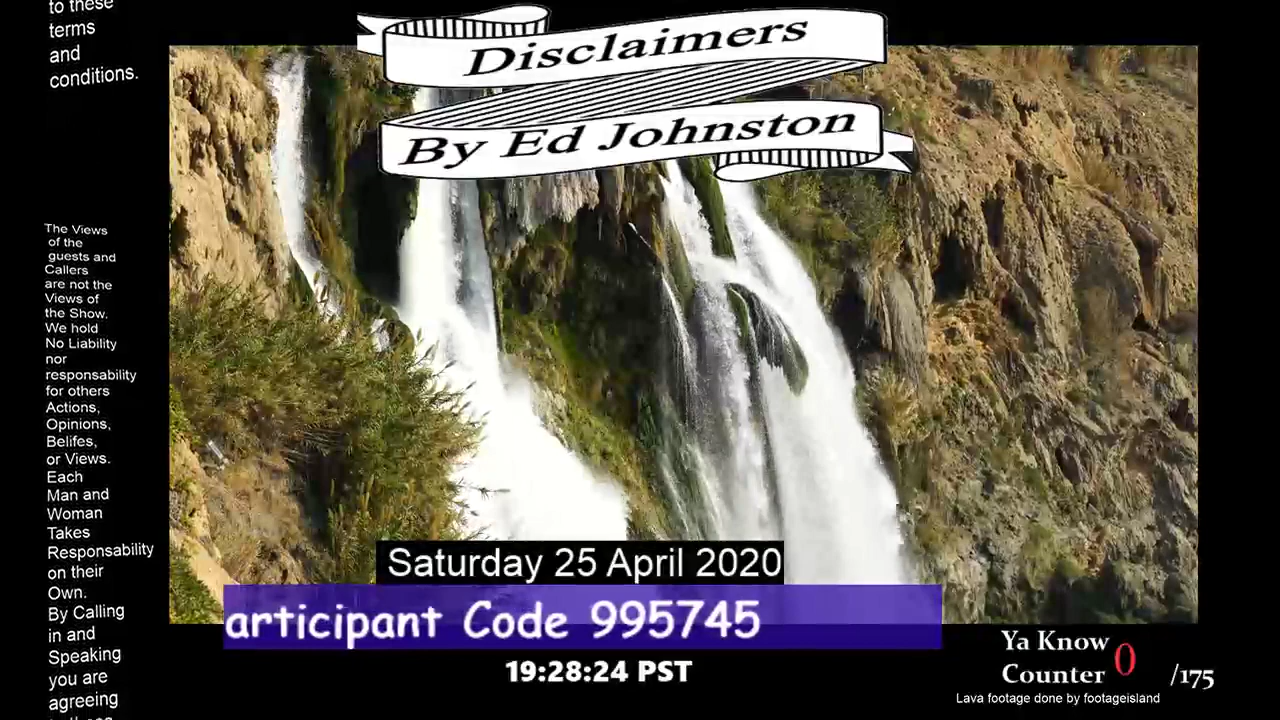 to these
terms
and
conditions.
The Views
of the
guests and
Callers
are not the
Views of
the Show.
We hold
No Liability
nor
responsability
for others
Actions,
Opinions,
Belifes,
or Views.
Each
Man and
Woman
Takes
Responsability
on their
Own.
By Calling
in and
Speaking
you are
agreeing
Disclaimers
By Ed Johnston
Saturday 25 April 2020
articipant Code 995745
19:28:24 PST
Ya Know
Counter 0 /175
Lava footage done by footageisland